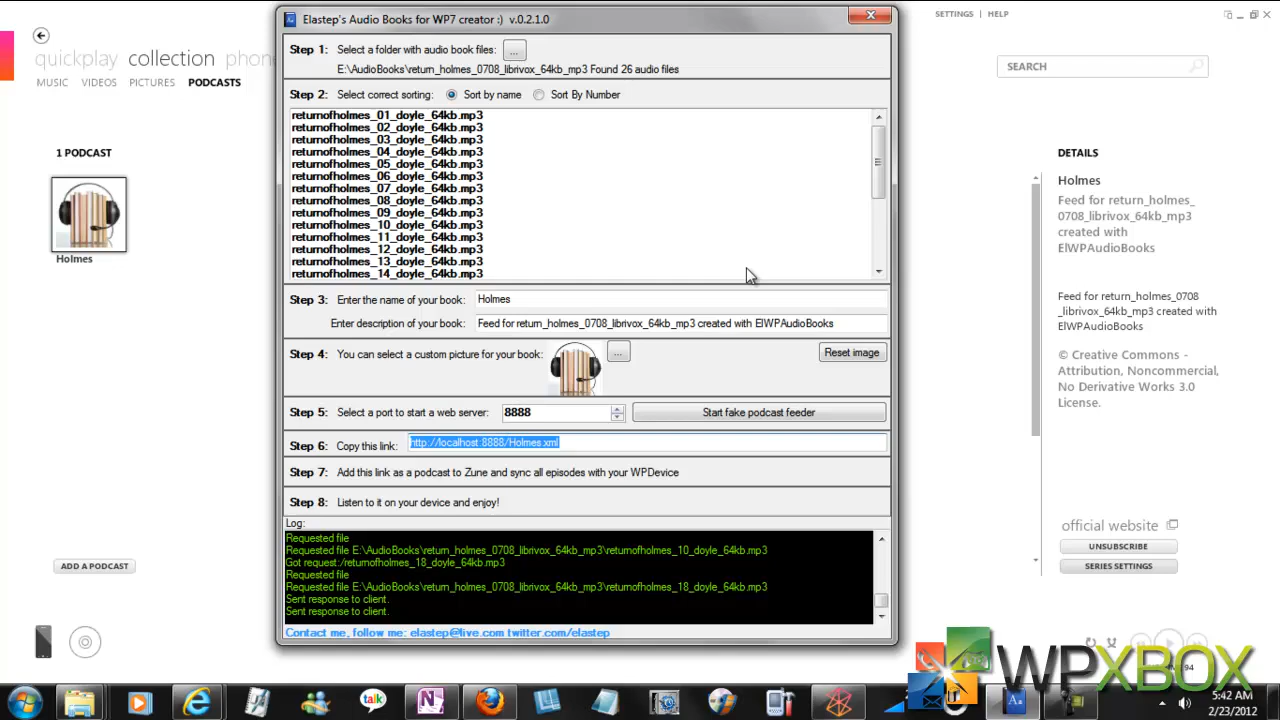 Elastep's Audio Books for WP7 creator :) v.0.2.1.0
SETTINGS | HELP
quickplay collection phon
MUSIC VIDEOS PICTURES PODCASTS
SEARCH
Step 1: Select a folder with audio book files: ...
E:\AudioBooks\return_holmes_0708_librivox_64kb_mp3 Found 26 audio files
Step 2: Select correct sorting: Sort by name Sort By Number
returnofholmes_01_doyle_64kb.mp3
returnofholmes_02_doyle_64kb.mp3
returnofholmes_03_doyle_64kb.mp3
returnofholmes_04_doyle_64kb.mp3
returnofholmes_05_doyle_64kb.mp3
returnofholmes_06_doyle_64kb.mp3
returnofholmes_07_doyle_64kb.mp3
returnofholmes_08_doyle_64kb.mp3
returnofholmes_09_doyle_64kb.mp3
returnofholmes_10_doyle_64kb.mp3
returnofholmes_11_doyle_64kb.mp3
returnofholmes_12_doyle_64kb.mp3
returnofholmes_13_doyle_64kb.mp3
returnofholmes_14_doyle_64kb.mp3
1 PODCAST
Holmes
Step 3: Enter the name of your book: Holmes
Enter description of your book: Feed for return_holmes_0708_librivox_64kb_mp3 created with ElWPAudioBooks
Step 4: You can select a custom picture for your book: ... Reset image
Step 5: Select a port to start a web server: 8888 Start fake podcast feeder
Step 6: Copy this link: http://localhost:8888/Holmes.xml
Step 7: Add this link as a podcast to Zune and sync all episodes with your WPDevice
Step 8: Listen to it on your device and enjoy!
Log:
Requested file
Requested file E:\AudioBooks\return_holmes_0708_librivox_64kb_mp3\returnofholmes_10_doyle_64kb.mp3
Got request:/returnofholmes_18_doyle_64kb.mp3
Requested file
Requested file E:\AudioBooks\return_holmes_0708_librivox_64kb_mp3\returnofholmes_18_doyle_64kb.mp3
Sent response to client.
Sent response to client.
Contact me, follow me: elastep@live.com twitter.com/elastep
DETAILS
Holmes
Feed for return_holmes_
0708_librivox_64kb_mp3
created with
ElWPAudioBooks
Feed for return_holmes_0708
_librivox_64kb_mp3 created with
ElWPAudioBooks
© Creative Commons -
Attribution, Noncommercial,
No Derivative Works 3.0
License.
official website
UNSUBSCRIBE
SERIES SETTINGS
ADD A PODCAST
94
WPXBOX
talk
5:42 AM
2/23/2012